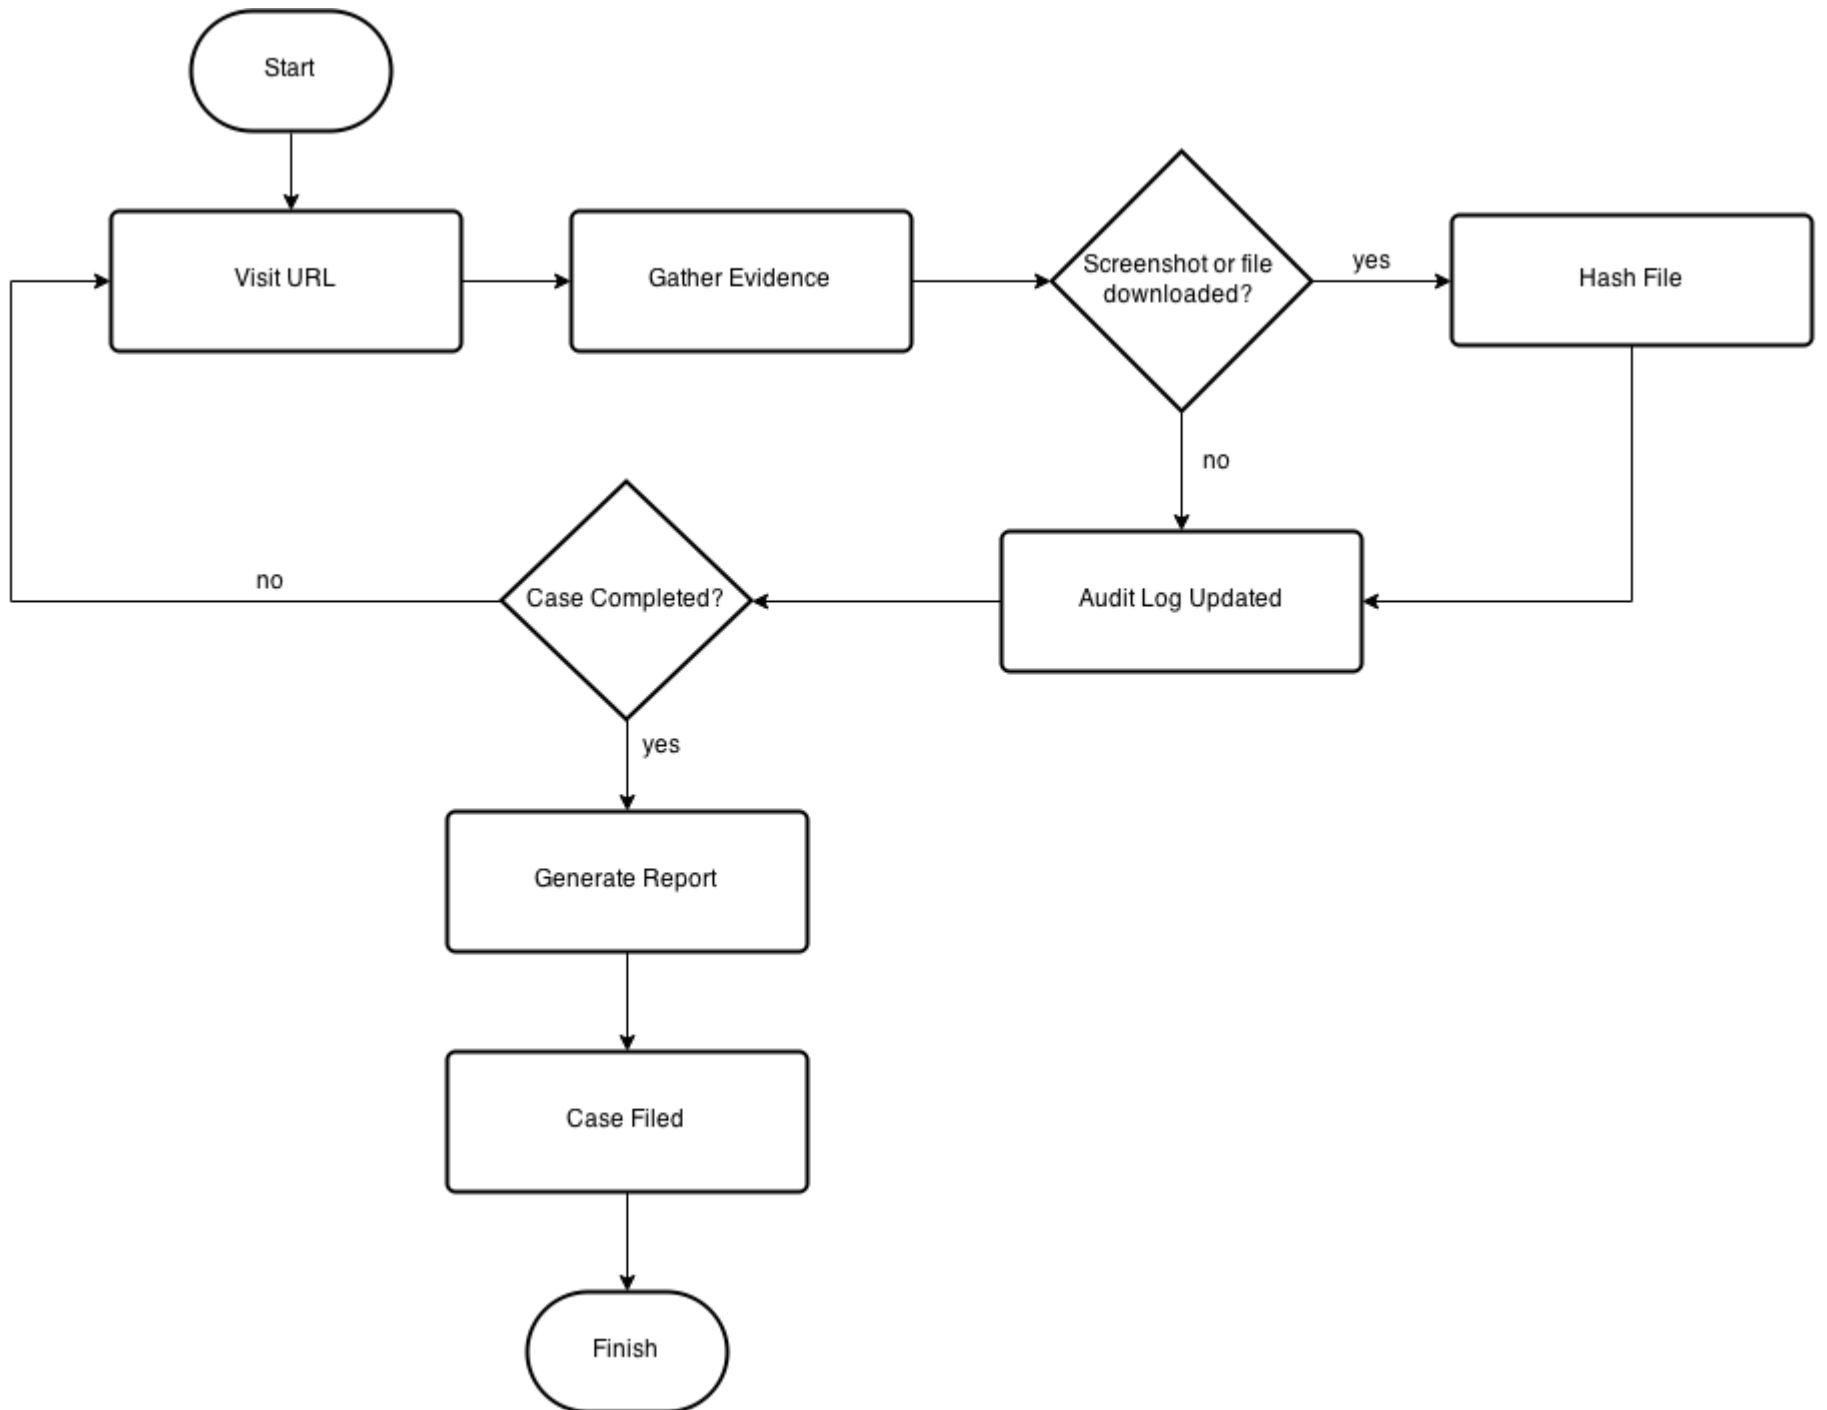 Start
Visit URL
Gather Evidence
Screenshot or file
downloaded?
yes
Hash File
no
no
Case Completed?
Audit Log Updated
yes
Generate Report
Case Filed
Finish